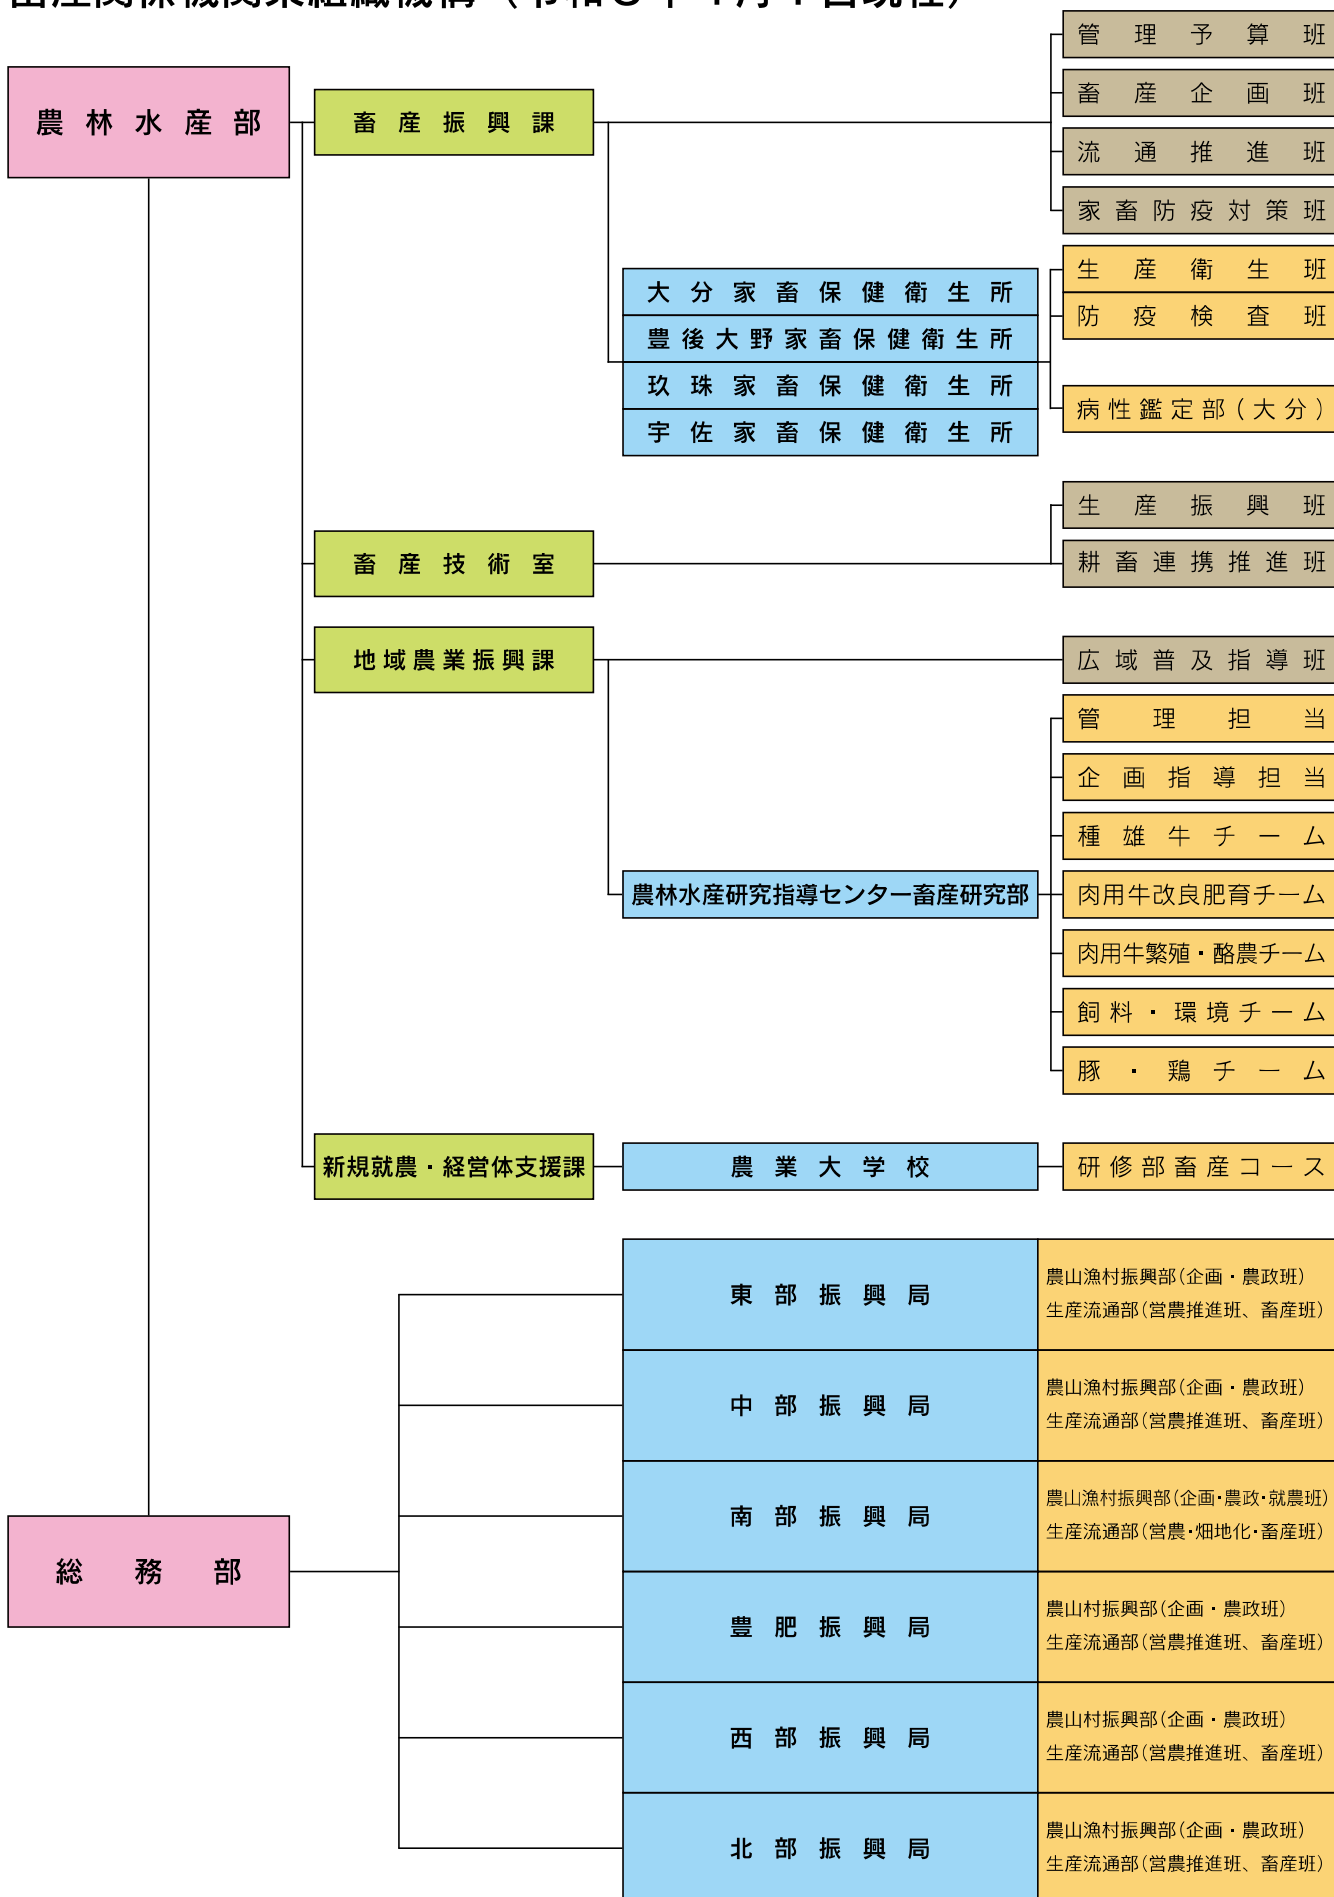 農林水産部
畜産振興課
管理予算班
畜産企画班
流通推進班
家畜防疫対策班
大分家畜保健衛生所
豊後大野家畜保健衛生所
玖珠家畜保健衛生所
宇佐家畜保健衛生所
生産衛生班
防疫検査班
病性鑑定部(大分)
畜産技術室
生産振興班
耕畜連携推進班
地域農業振興課
広域普及指導班
農林水産研究指導センター畜産研究部
管理担当
企画指導担当
種雄牛チーム
肉用牛改良肥育チーム
肉用牛繁殖・酪農チーム
飼料・環境チーム
豚・鶏チーム
新規就農・経営体支援課
農業大学校
研修部畜産コース
総務部
東部振興局
農山漁村振興部(企画・農政班)
生産流通部(営農推進班、畜産班)
中部振興局
農山漁村振興部(企画・農政班)
生産流通部(営農推進班、畜産班)
南部振興局
農山漁村振興部(企画・農政・就農班)
生産流通部(営農・畑地化・畜産班)
豊肥振興局
農山村振興部(企画・農政班)
生産流通部(営農推進班、畜産班)
西部振興局
農山村振興部(企画・農政班)
生産流通部(営農推進班、畜産班)
北部振興局
農山漁村振興部(企画・農政班)
生産流通部(営農推進班、畜産班)